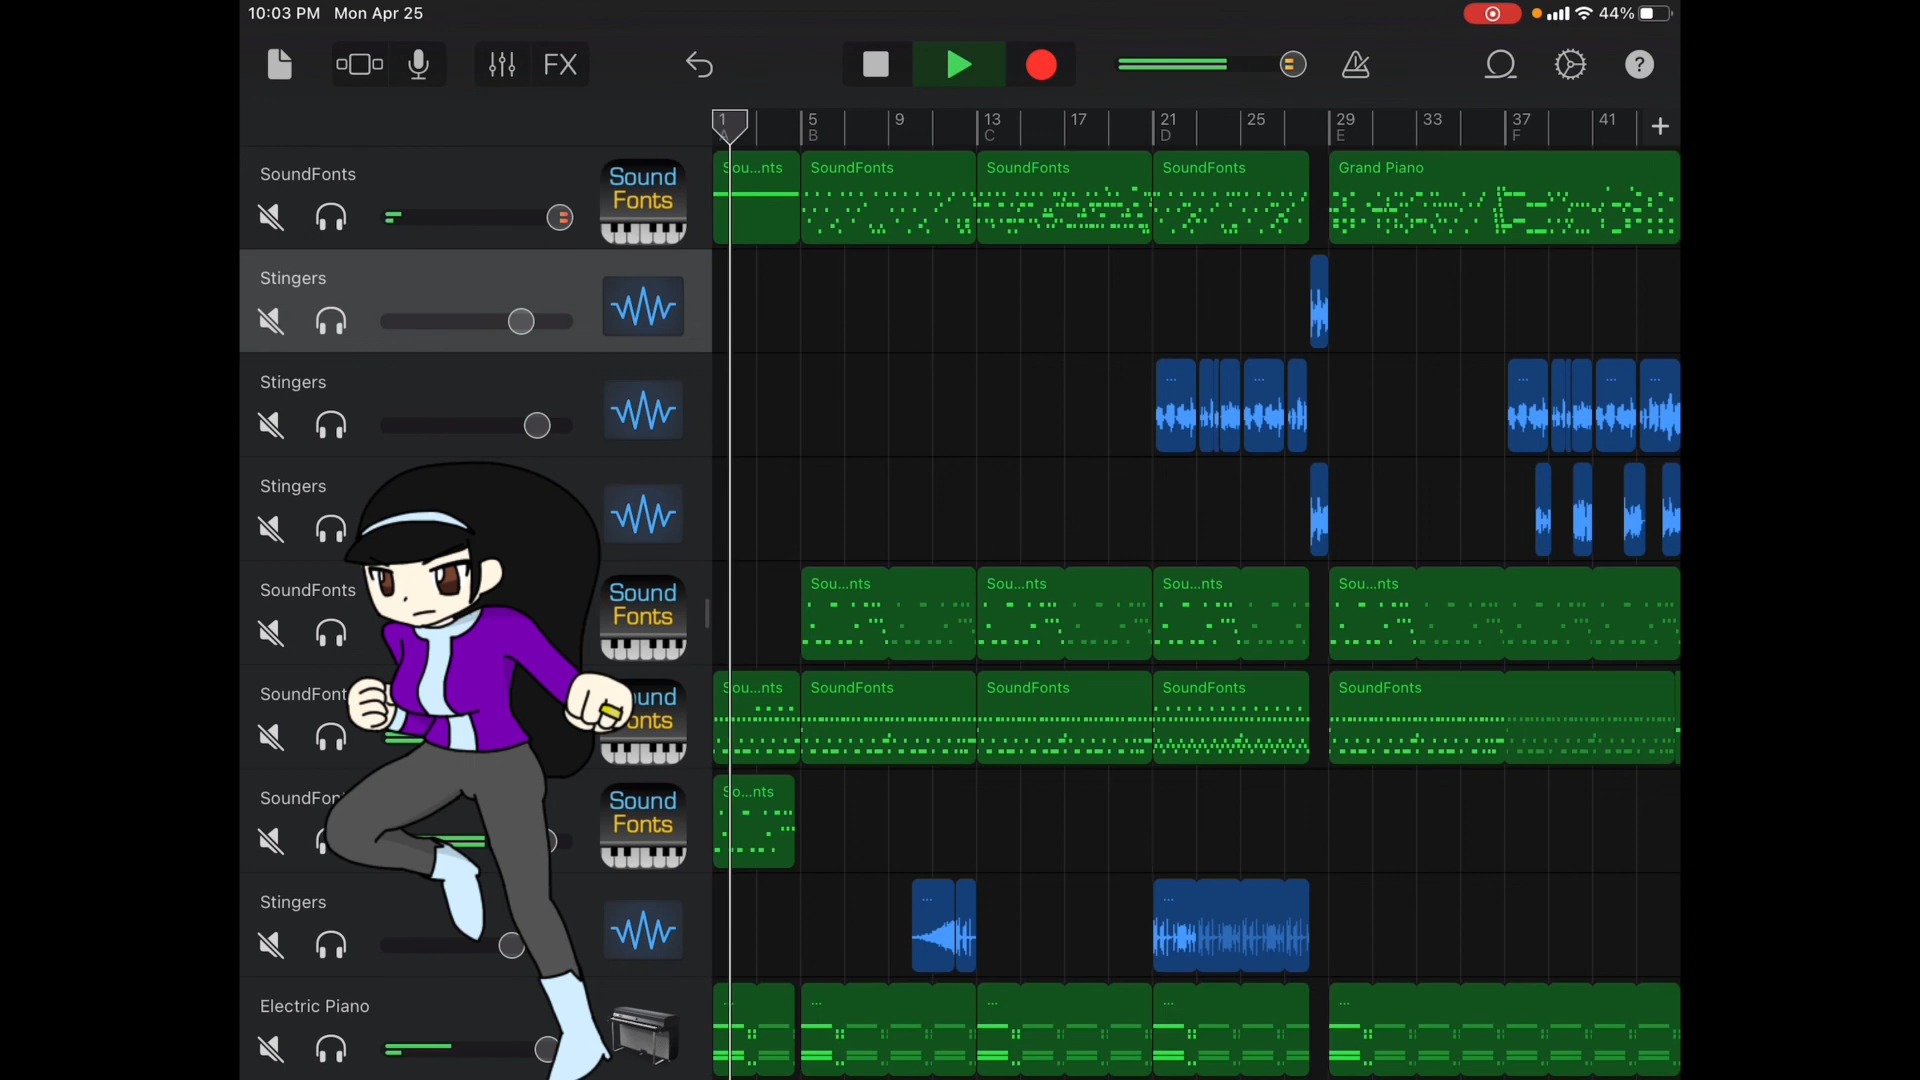 10:03 PM Mon Apr 25
44%
FX
?
1 5 9 13 17 21 25 29 33 37 41 +
A B C D E F
SoundFonts
Sound
Fonts
Sou...nts SoundFonts SoundFonts SoundFonts Grand Piano
Stingers
Stingers
...
...
...
...
Stingers
SoundFonts
Sound
Fonts
Sou...nts Sou...nts Sou...nts Sou...nts
SoundFont
ound
onts
Sou...nts SoundFonts SoundFonts SoundFonts SoundFonts
SoundFon
Sound
Fonts
So...nts
Stingers
...
...
Electric Piano
...
...
...
...
...